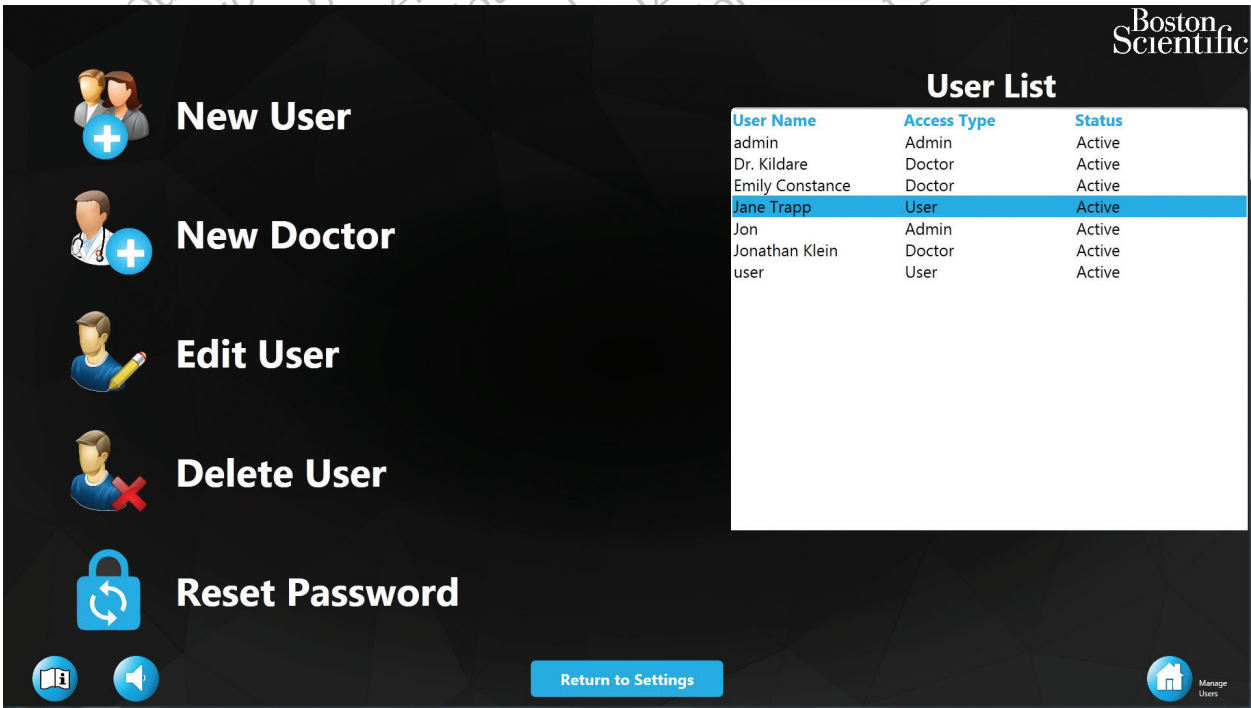 Boston
Scientific
New User
New Doctor
Edit User
Delete User
Reset Password
User List
User Name Access Type Status
admin Admin Active
Dr. Kildare Doctor Active
Emily Constance Doctor Active
Jane Trapp User Active
Jon Admin Active
Jonathan Klein Doctor Active
user User Active
Return to Settings
Manage
Users